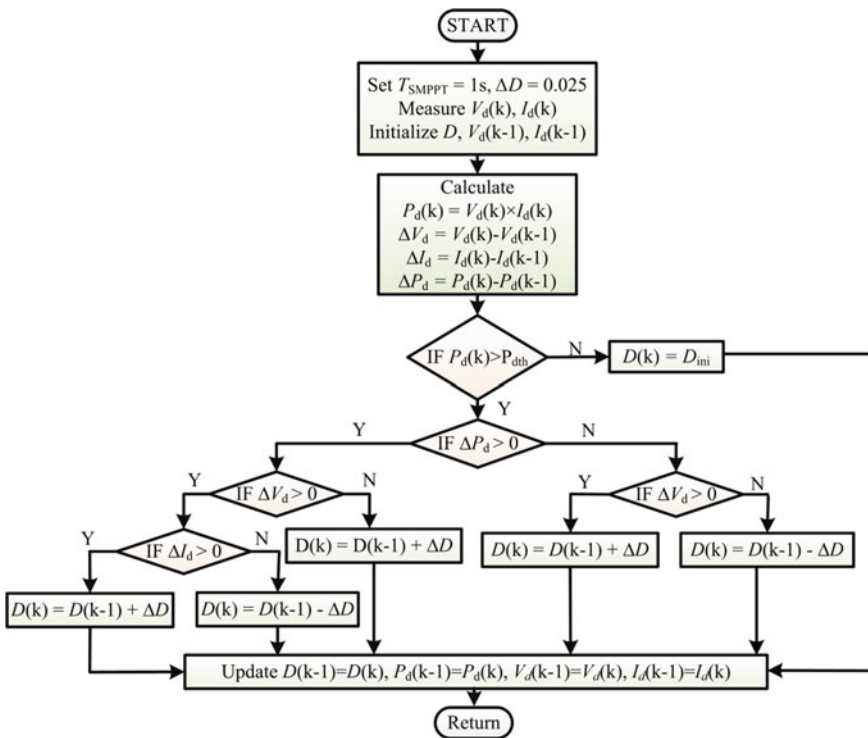 START
Set T_SMPPT = 1s, ΔD = 0.025
Measure V_d(k), I_d(k)
Initialize D, V_d(k-1), I_d(k-1)
Calculate
P_d(k) = V_d(k)×I_d(k)
ΔV_d = V_d(k)-V_d(k-1)
ΔI_d = I_d(k)-I_d(k-1)
ΔP_d = P_d(k)-P_d(k-1)
IF P_d(k)>P_dth
N
D(k) = D_ini
Y
Y
IF ΔP_d > 0
N
Y
IF ΔV_d > 0
N
Y
IF ΔV_d > 0
N
Y
IF ΔI_d > 0
N
D(k) = D(k-1) + ΔD
D(k) = D(k-1) + ΔD
D(k) = D(k-1) - ΔD
D(k) = D(k-1) + ΔD
D(k) = D(k-1) - ΔD
Update D(k-1)=D(k), P_d(k-1)=P_d(k), V_d(k-1)=V_d(k), I_d(k-1)=I_d(k)
Return